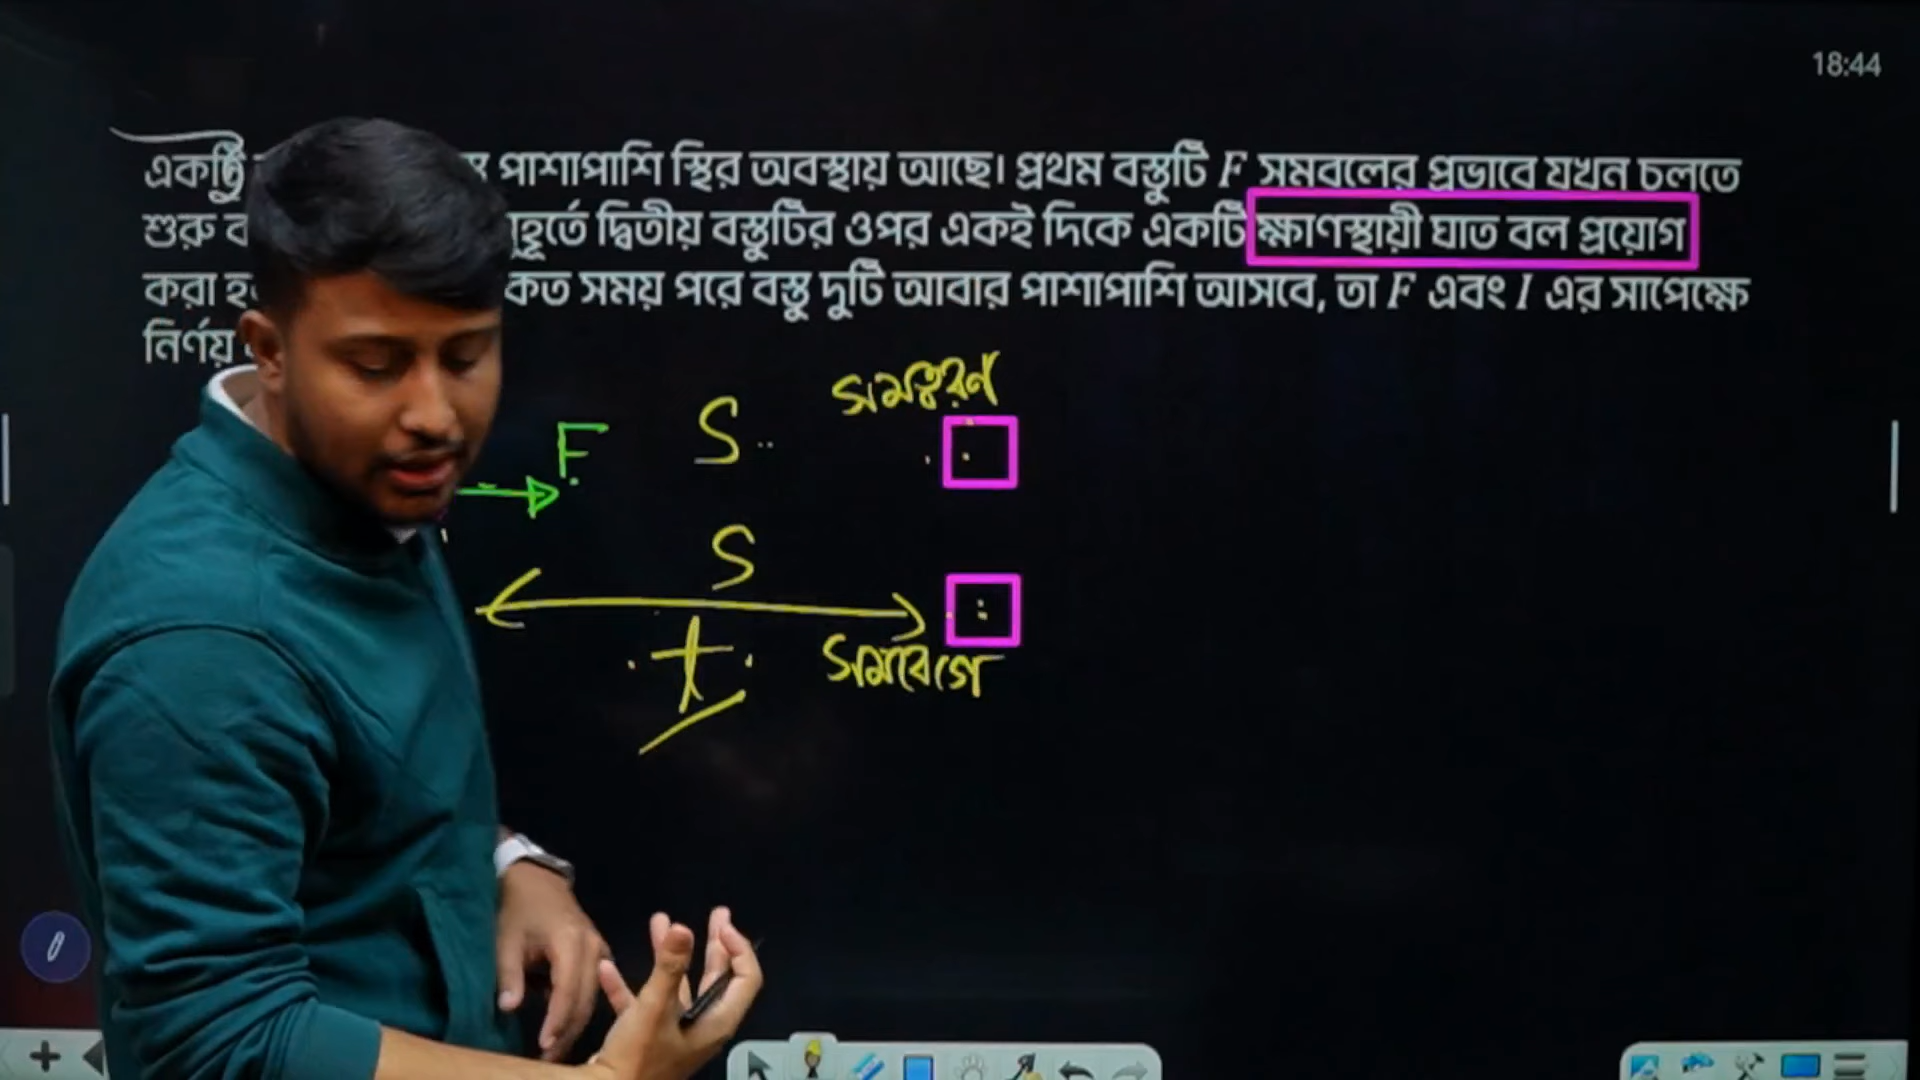 18:44
পাশাপাশি স্থির অবস্থায় আছে। প্রথম বস্তুটি F সমবলের প্রভাবে যখন চলতে
শুরু দ্বিতীয় বস্তুটির ওপর একই দিকে একটি ক্ষাণস্থায়ী ঘাত বল প্রয়োগ
করা কত সময় পরে বস্তু দুটি আবার পাশাপাশি আসবে, তা F এবং I এর সাপেক্ষে
নির্ণয়
সমত্বরণ
F S
S
t সমবেগে